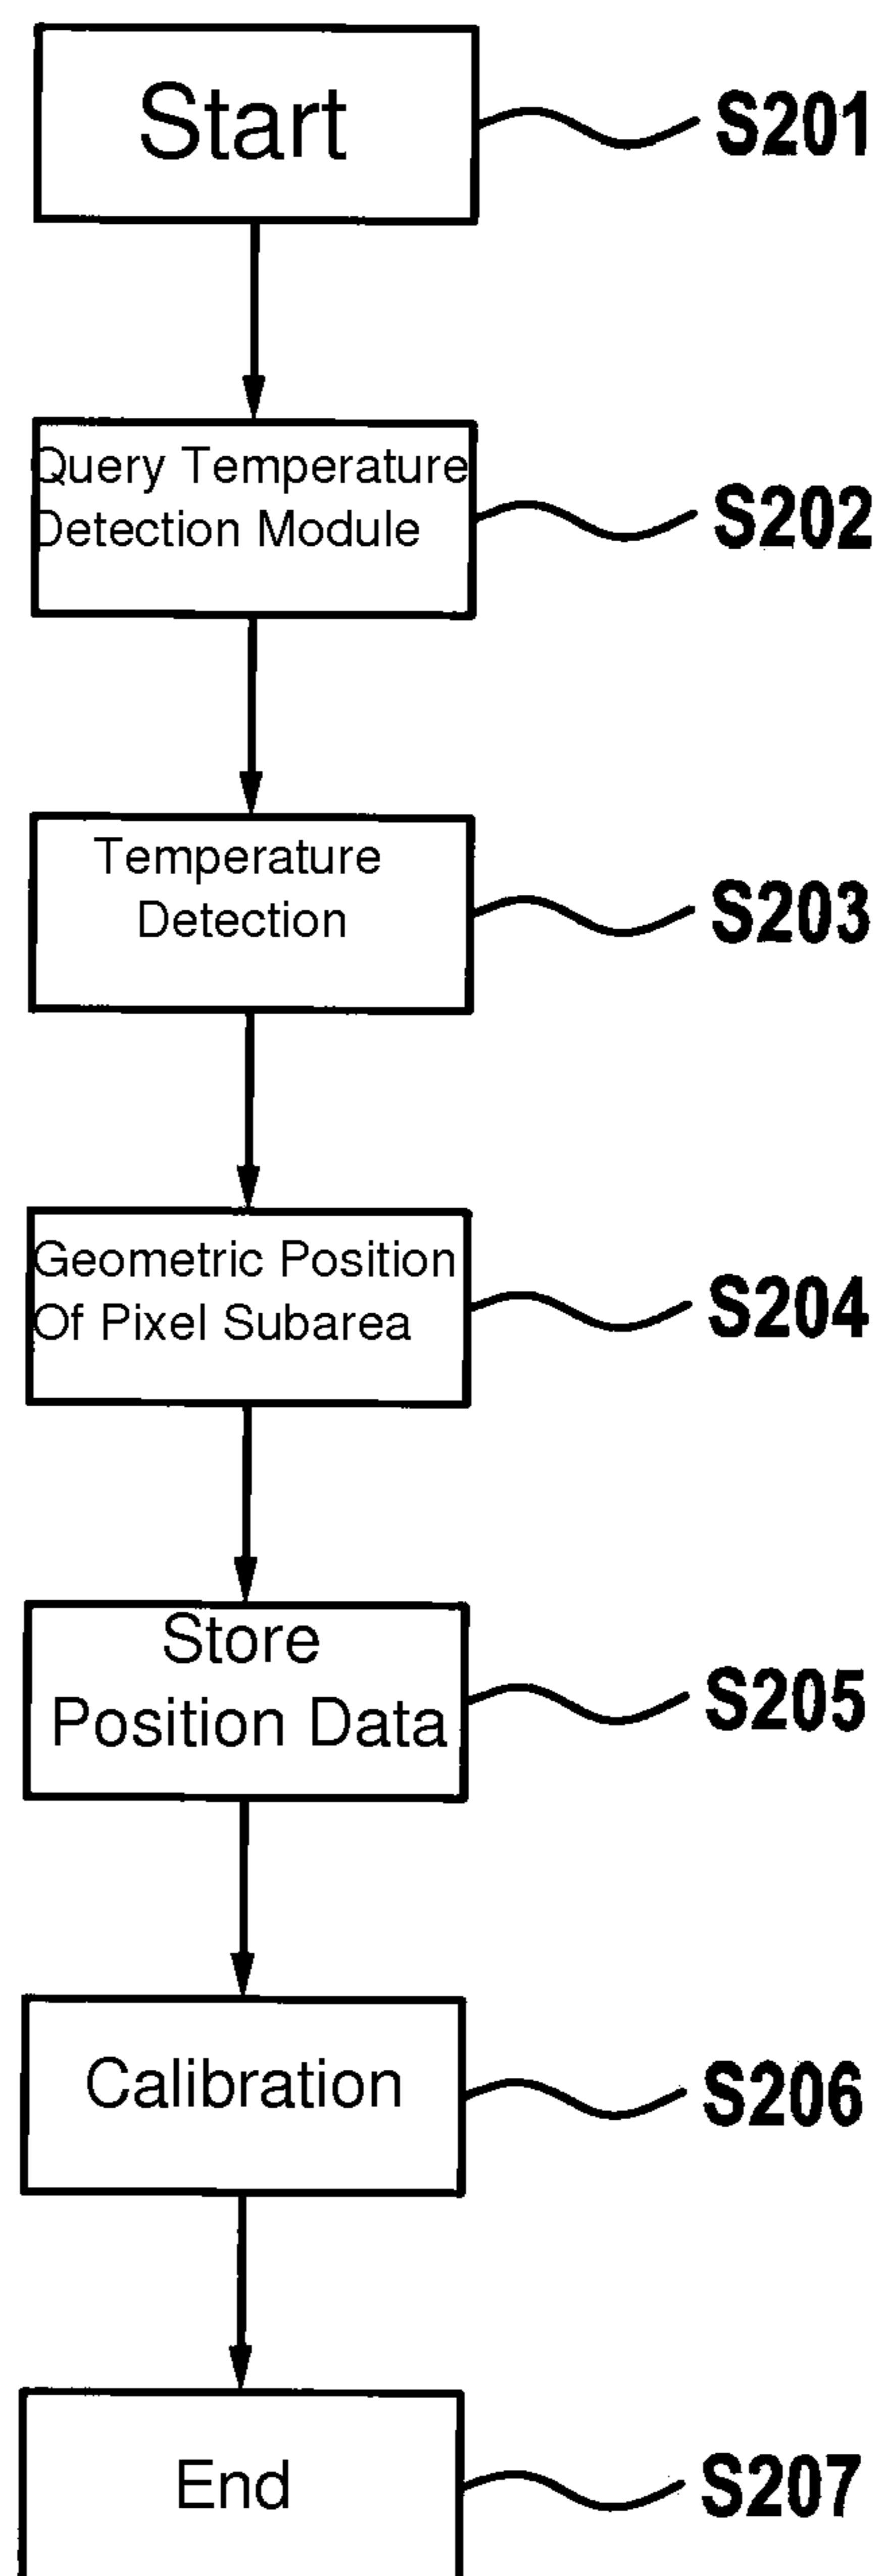 Start
S201
Query Temperature
Detection Module
S202
Temperature
Detection
S203
Geometric Position
Of Pixel Subarea
S204
Store
Position Data
S205
Calibration
S206
End
S207